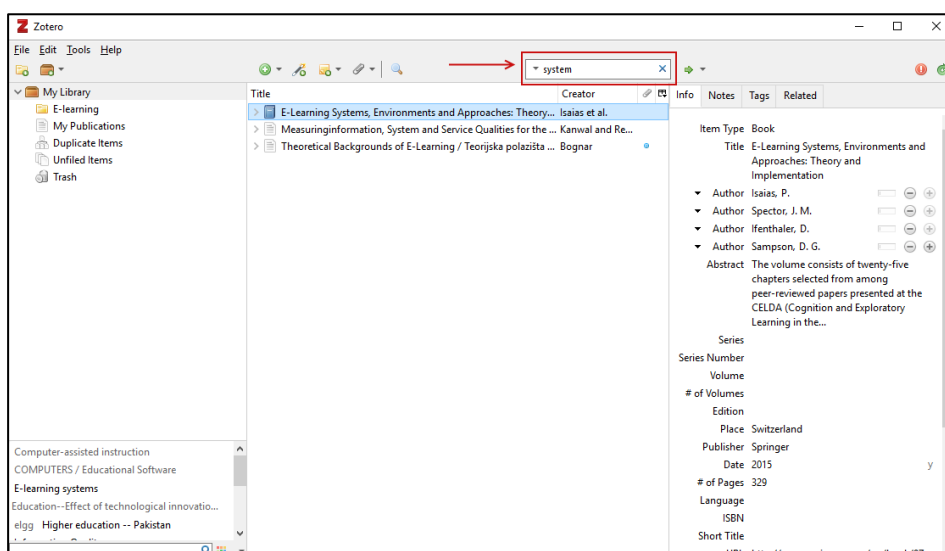 Zotero
File Edit Tools Help
system
My Library
E-learning
My Publications
Duplicate Items
Unfiled Items
Trash
Computer-assisted instruction
COMPUTERS / Educational Software
E-learning systems
Education--Effect of technological innovatio...
elgg Higher education -- Pakistan
Title Creator
E-Learning Systems, Environments and Approaches: Theory... Isaias et al.
Measuringinformation, System and Service Qualities for the ... Kanwal and Re...
Theoretical Backgrounds of E-Learning / Teorijska polazišta ... Bognar
Info Notes Tags Related
Item Type Book
Title E-Learning Systems, Environments and
Approaches: Theory and
Implementation
Author Isaias, P.
Author Spector, J. M.
Author Ifenthaler, D.
Author Sampson, D. G.
Abstract The volume consists of twenty-five
chapters selected from among
peer-reviewed papers presented at the
CELDA (Cognition and Exploratory
Learning in the...
Series
Series Number
Volume
# of Volumes
Edition
Place Switzerland
Publisher Springer
Date 2015 y
# of Pages 329
Language
ISBN
Short Title